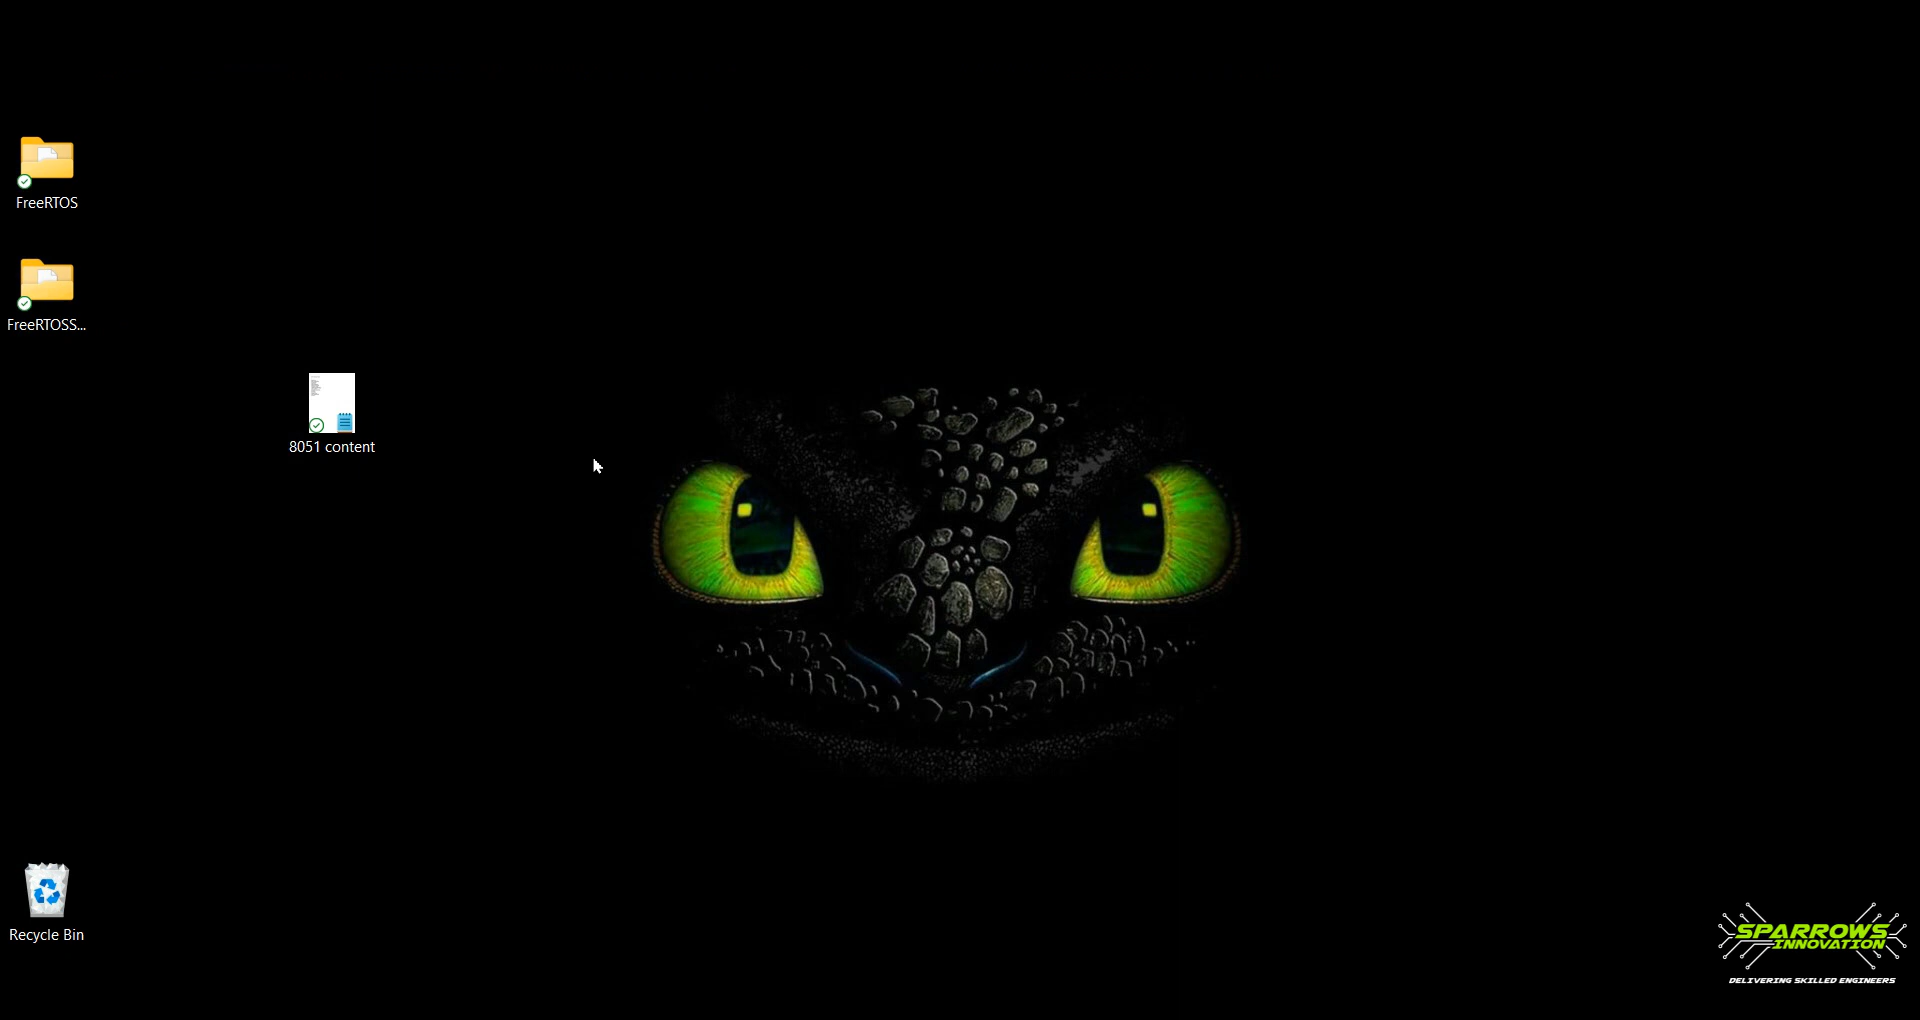 FreeRTOS
FreeRTOSS...
8051 content
Recycle Bin
SPARROWS
INNOVATION
DELIVERING SKILLED ENGINEERS